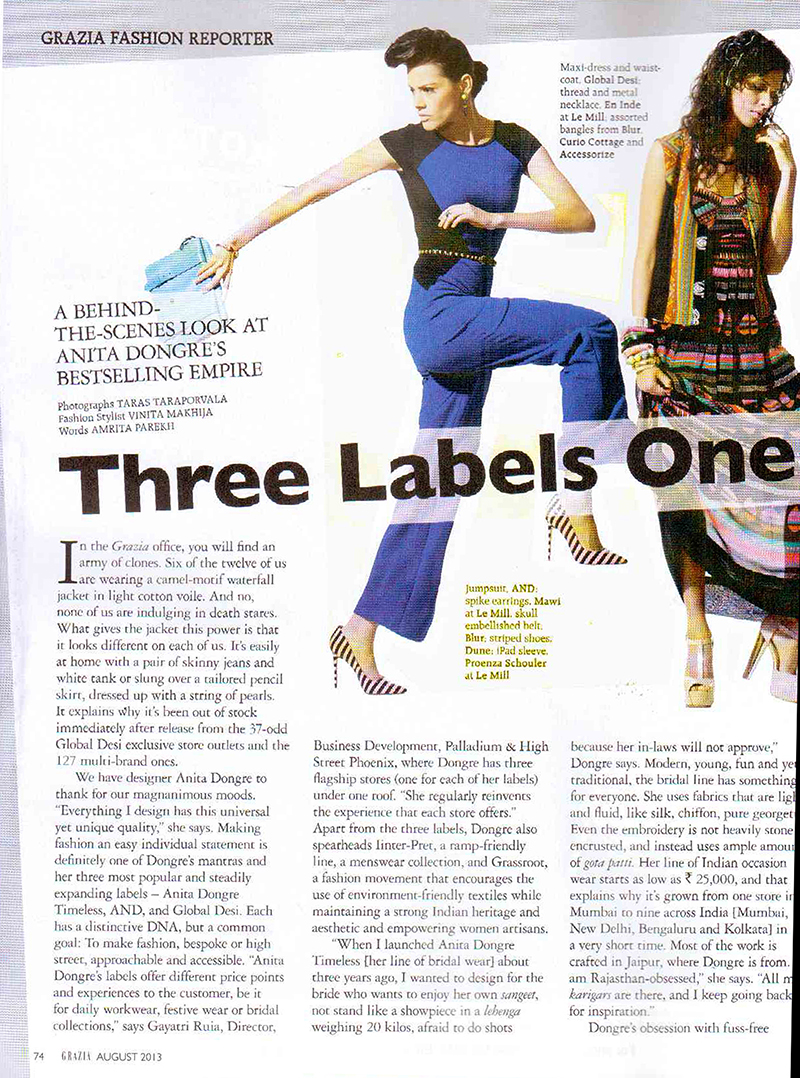 GRAZIA FASHION REPORTER
Maxi-dress and waist-
coat, Global Desi;
thread and metal
necklace, En Inde
at Le Mill; assorted
bangles from Blur,
Curio Cottage and
Accessorize
A BEHIND-
THE-SCENES LOOK AT
ANITA DONGRE'S
BESTSELLING EMPIRE
Photographs TARAS TARAPORVALA
Fashion Stylist VINITA MAKHIJA
Words AMRITA PAREKH
Three Labels One
In the Grazia office, you will find an
army of clones. Six of the twelve of us
are wearing a camel-motif waterfall
jacket in light cotton voile. And no,
none of us are indulging in death stares.
What gives the jacket this power is that
it looks different on each of us. It's easily
at home with a pair of skinny jeans and
white tank or slung over a tailored pencil
skirt, dressed up with a string of pearls.
It explains why it's been out of stock
immediately after release from the 37-odd
Global Desi exclusive store outlets and the
127 multi-brand ones.
We have designer Anita Dongre to
thank for our magnanimous moods.
"Everything I design has this universal
yet unique quality," she says. Making
fashion an easy individual statement is
definitely one of Dongre's mantras and
her three most popular and steadily
expanding labels – Anita Dongre
Timeless, AND, and Global Desi. Each
has a distinctive DNA, but a common
goal: To make fashion, bespoke or high
street, approachable and accessible. "Anita
Dongre's labels offer different price points
and experiences to the customer, be it
for daily workwear, festive wear or bridal
collections," says Gayatri Ruia, Director,
Jumpsuit, AND;
spike earrings, Mawi
at Le Mill; skull
embellished belt,
Blur; striped shoes,
Dune; iPad sleeve,
Proenza Schouler
at Le Mill
Business Development, Palladium & High
Street Phoenix, where Dongre has three
flagship stores (one for each of her labels)
under one roof. "She regularly reinvents
the experience that each store offers."
Apart from the three labels, Dongre also
spearheads Iinter-Pret, a ramp-friendly
line, a menswear collection, and Grassroot,
a fashion movement that encourages the
use of environment-friendly textiles while
maintaining a strong Indian heritage and
aesthetic and empowering women artisans.
"When I launched Anita Dongre
Timeless [her line of bridal wear] about
three years ago, I wanted to design for the
bride who wants to enjoy her own sangeet,
not stand like a showpiece in a lehenga
weighing 20 kilos, afraid to do shots
because her in-laws will not approve,"
Dongre says. Modern, young, fun and ye
traditional, the bridal line has something
for everyone. She uses fabrics that are lig
and fluid, like silk, chiffon, pure georget
Even the embroidery is not heavily stone
encrusted, and instead uses ample amou
of gota patti. Her line of Indian occasion
wear starts as low as ₹ 25,000, and that
explains why it's grown from one store i
Mumbai to nine across India [Mumbai,
New Delhi, Bengaluru and Kolkata] in
a very short time. Most of the work is
crafted in Jaipur, where Dongre is from.
am Rajasthan-obsessed," she says. "All m
karigars are there, and I keep going back
for inspiration."
Dongre's obsession with fuss-free
74 GRAZIA AUGUST 2013